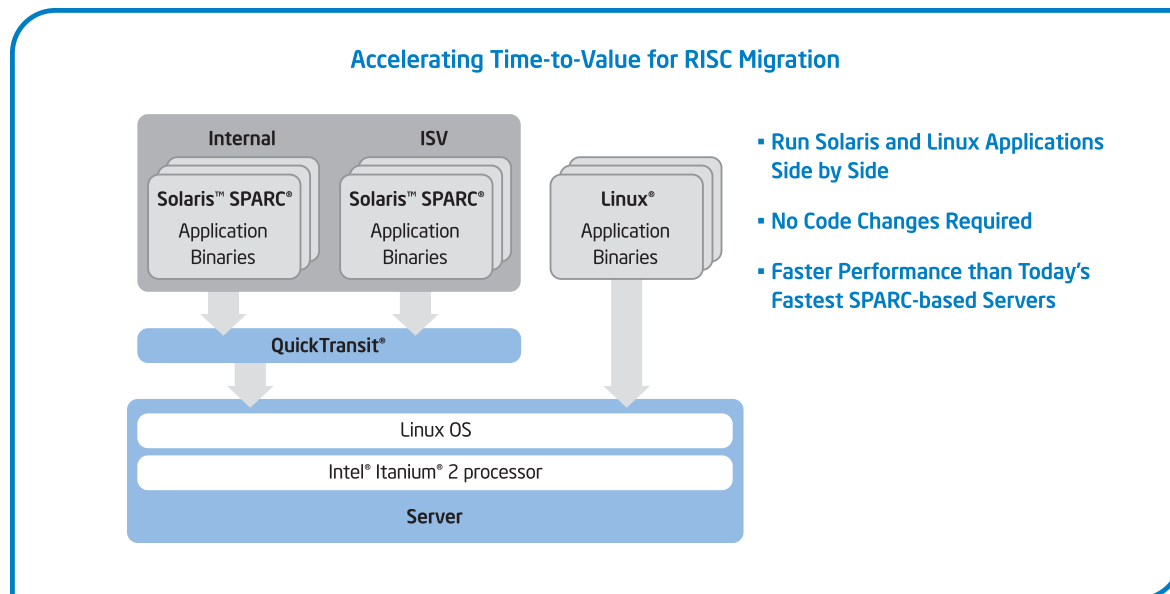 Accelerating Time-to-Value for RISC Migration
Internal
ISV
Solaris™ SPARC®
Application
Binaries
Solaris™ SPARC®
Application
Binaries
Linux®
Application
Binaries
▪ Run Solaris and Linux Applications
Side by Side
▪ No Code Changes Required
▪ Faster Performance than Today's
Fastest SPARC-based Servers
QuickTransit®
Linux OS
Intel® Itanium® 2 processor
Server